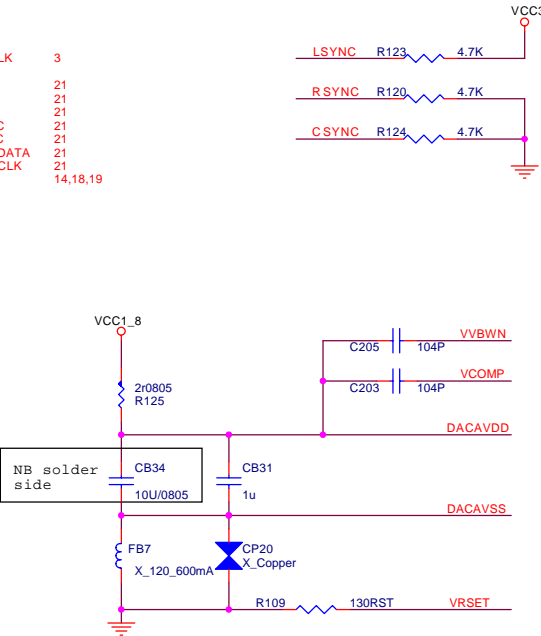 VCC3
LK 3
LSYNC R123 4.7K
21
21 RSYNC R120 4.7K
21
C 21
C 21 CSYNC R124 4.7K
DATA 21
CLK 21
14,18,19
VCC1_8
VVBWN
C205 104P
VCOMP
2r0805 C203 104P
R125
DACAVDD
NB solder CB34 CB31
side
10U/0805 1u
DACAVSS
FB7 CP20
X_120_600mA X_Copper
R109 130RST VRSET